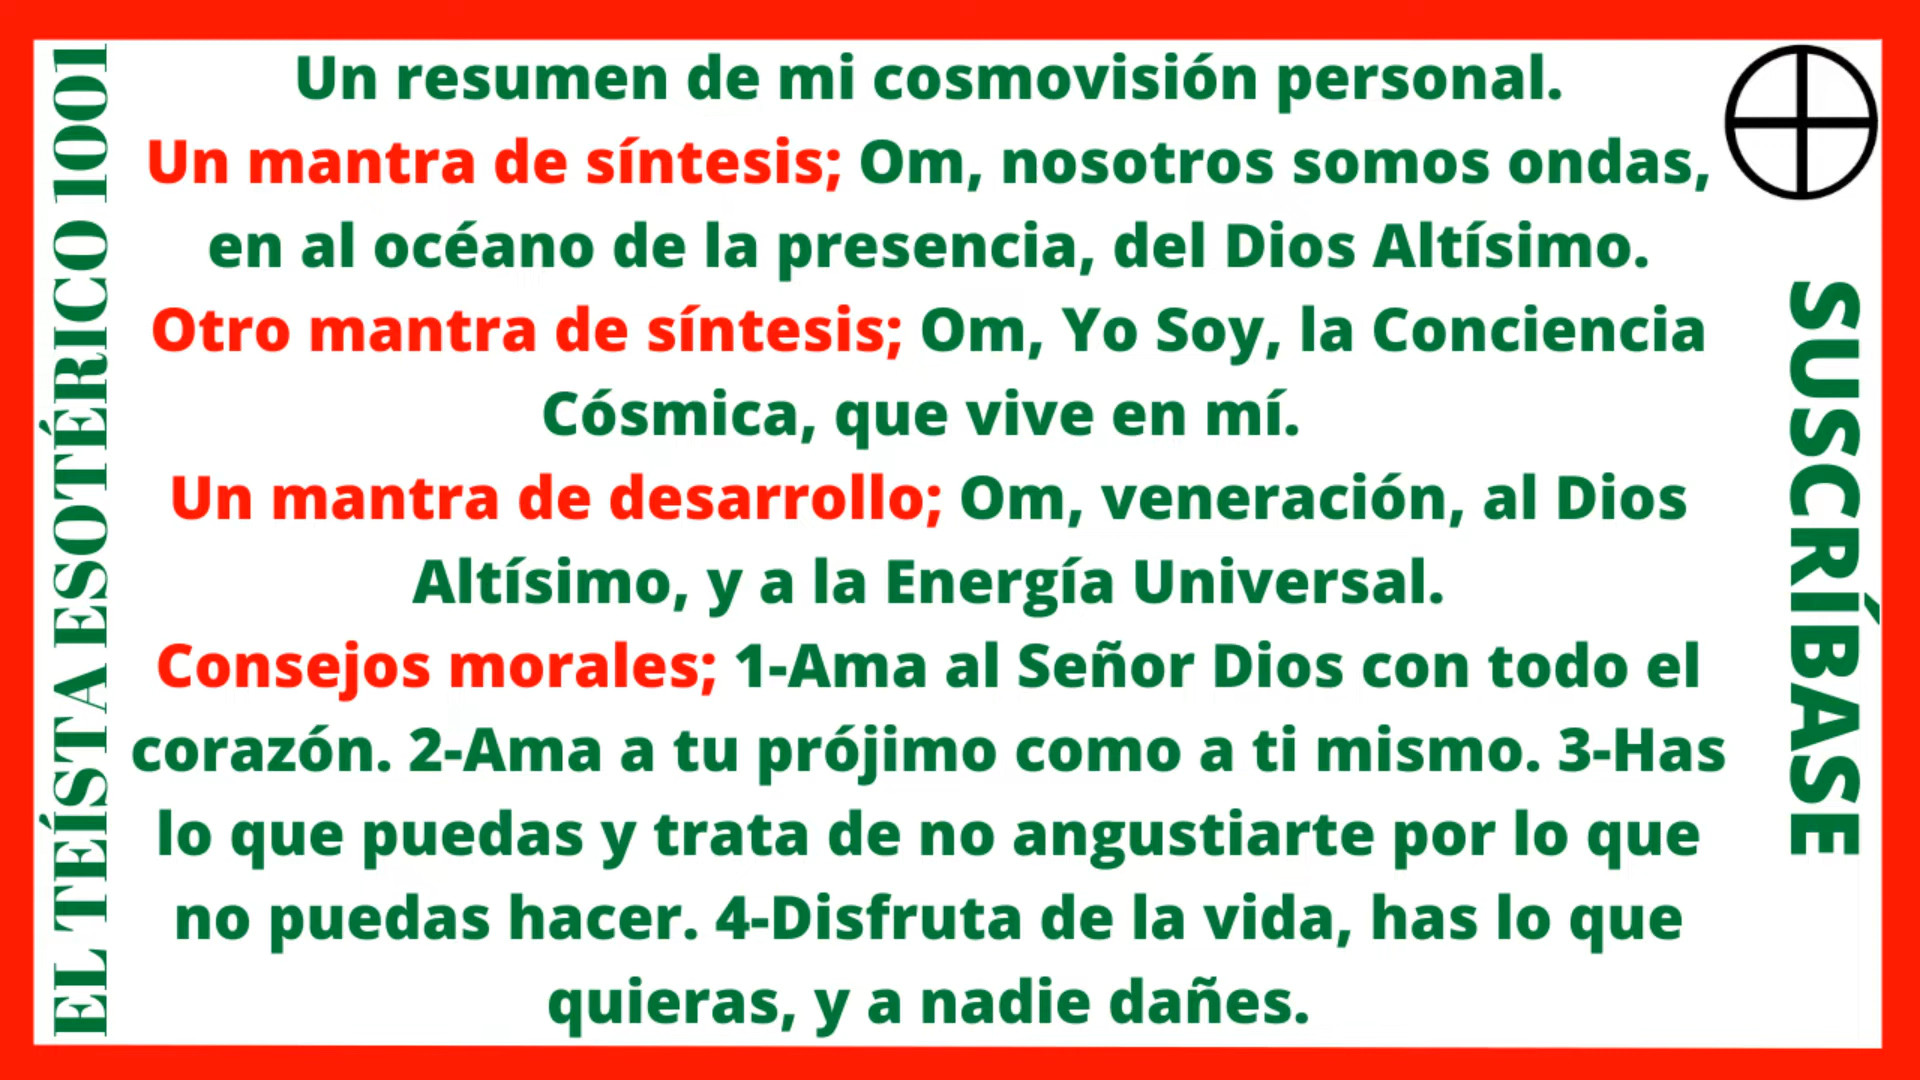 EL TEÍSTA ESOTÉRICO 1001
Un resumen de mi cosmovisión personal.
Un mantra de síntesis; Om, nosotros somos ondas,
en al océano de la presencia, del Dios Altísimo.
Otro mantra de síntesis; Om, Yo Soy, la Conciencia
Cósmica, que vive en mí.
Un mantra de desarrollo; Om, veneración, al Dios
Altísimo, y a la Energía Universal.
Consejos morales; 1-Ama al Señor Dios con todo el
corazón. 2-Ama a tu prójimo como a ti mismo. 3-Has
lo que puedas y trata de no angustiarte por lo que
no puedas hacer. 4-Disfruta de la vida, has lo que
quieras, y a nadie dañes.
SUSCRÍBASE